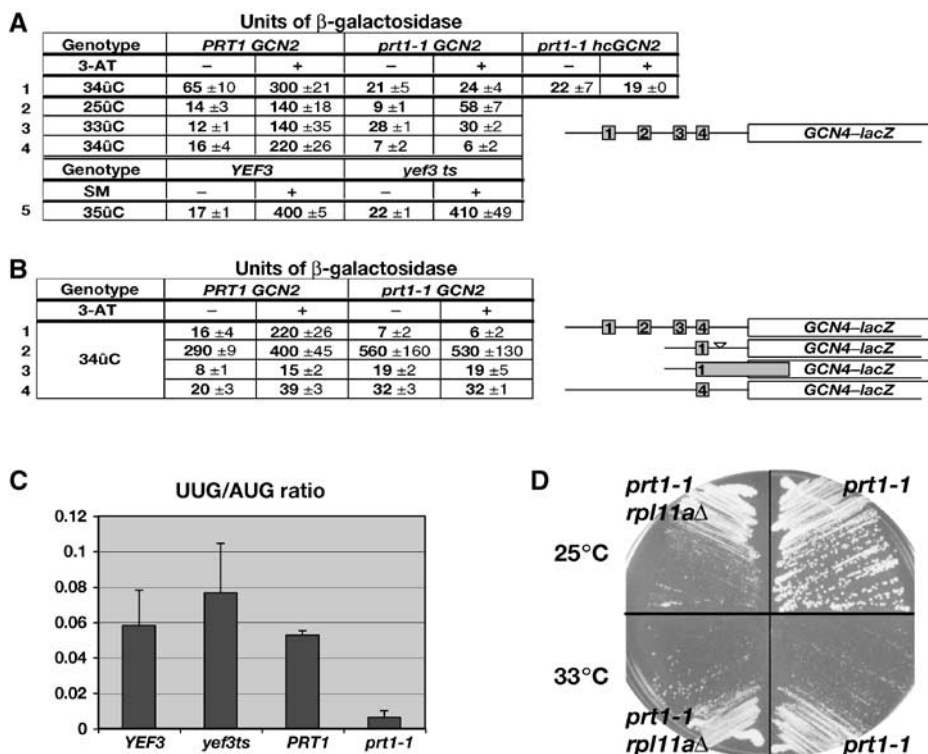 A
Units of β-galactosidase
Genotype PRT1 GCN2 prt1-1 GCN2 prt1-1 hcGCN2
3-AT – + – + – +
1 34ûC 65 ±10 300 ±21 21 ±5 24 ±4 22 ±7 19 ±0
2 25ûC 14 ±3 140 ±18 9 ±1 58 ±7
3 33ûC 12 ±1 140 ±35 28 ±1 30 ±2
4 34ûC 16 ±4 220 ±26 7 ±2 6 ±2
1 2 3 4 GCN4–lacZ
Genotype YEF3 yef3 ts
SM – + – +
5 35ûC 17 ±1 400 ±5 22 ±1 410 ±49
B
Units of β-galactosidase
Genotype PRT1 GCN2 prt1-1 GCN2
3-AT – + – +
34ûC
1 16 ±4 220 ±26 7 ±2 6 ±2 1 2 3 4 GCN4–lacZ
2 290 ±9 400 ±45 560 ±160 530 ±130 1 GCN4–lacZ
3 8 ±1 15 ±2 19 ±2 19 ±5 1 GCN4–lacZ
4 20 ±3 39 ±3 32 ±3 32 ±1 4 GCN4–lacZ
C
UUG/AUG ratio
0.12
0.1
0.08
0.06
0.04
0.02
0
YEF3 yef3ts PRT1 prt1-1
D
prt1-1 rpl11aΔ
prt1-1
25°C
33°C
prt1-1 rpl11aΔ
prt1-1